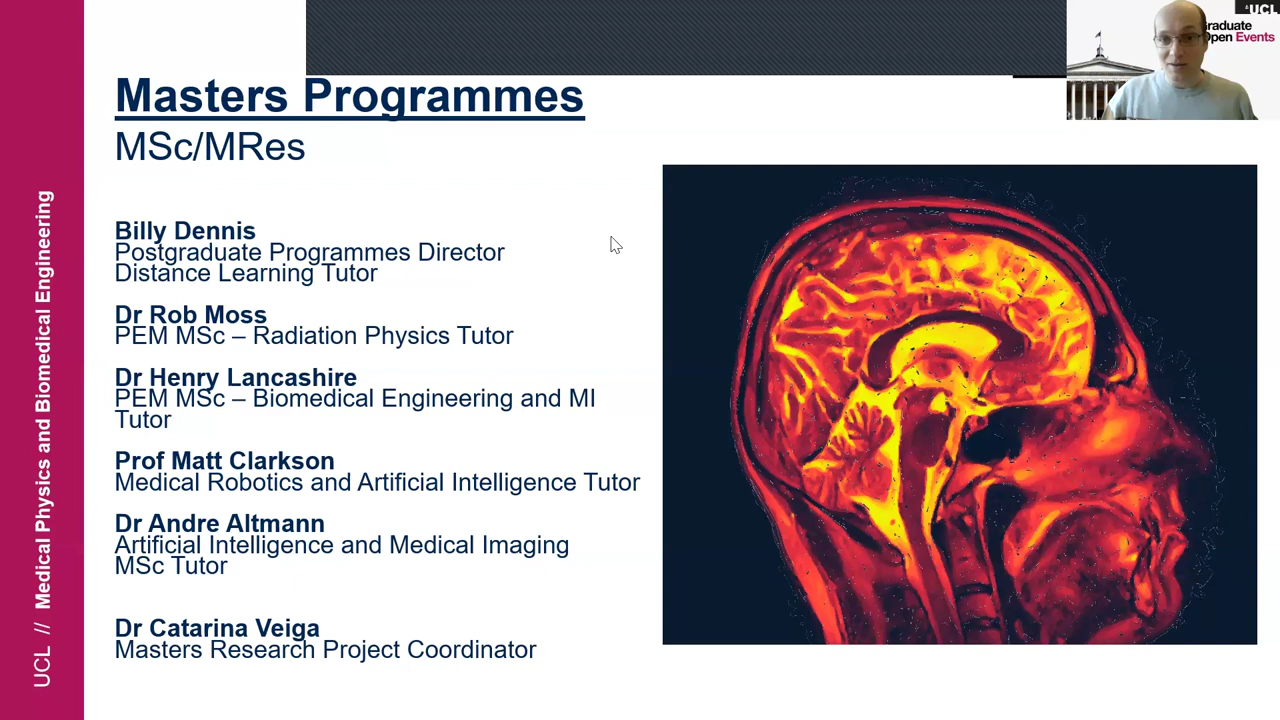 Masters Programmes
MSc/MRes
Billy Dennis
Postgraduate Programmes Director
Distance Learning Tutor
Dr Rob Moss
PEM MSc – Radiation Physics Tutor
Dr Henry Lancashire
PEM MSc – Biomedical Engineering and MI
Tutor
Prof Matt Clarkson
Medical Robotics and Artificial Intelligence Tutor
Dr Andre Altmann
Artificial Intelligence and Medical Imaging
MSc Tutor
Dr Catarina Veiga
Masters Research Project Coordinator
UCL // Medical Physics and Biomedical Engineering
UCL
Graduate
Open Events